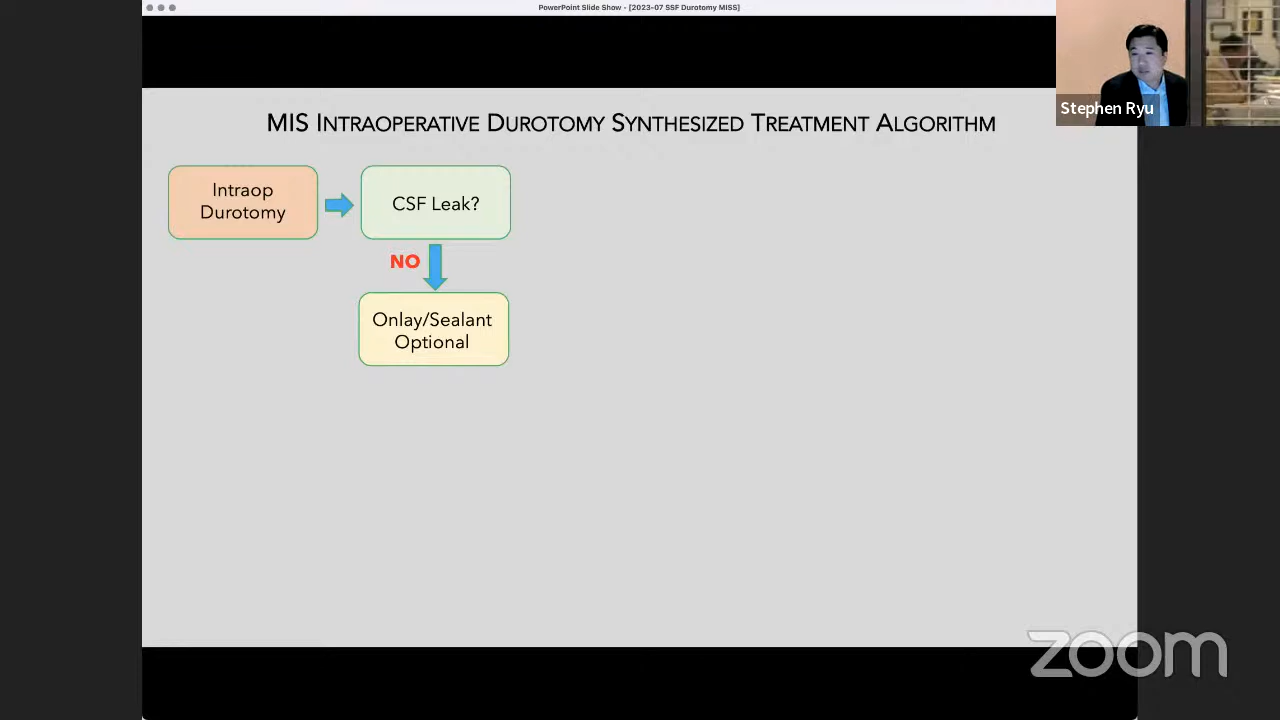 PowerPoint Slide Show - [2023-07 SSF Durotomy MISS]
Stephen Ryu
MIS INTRAOPERATIVE DUROTOMY SYNTHESIZED TREATMENT ALGORITHM
Intraop
Durotomy
CSF Leak?
NO
Onlay/Sealant
Optional
zoom